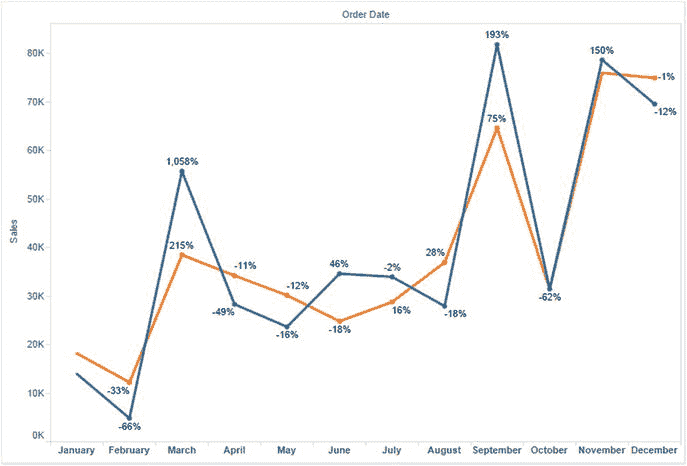 Order Date
193%
80K
150%
-1%
70K
-12%
75%
60K
1,058%
50K
Sales
40K
215%
-11%
28%
46%
-2%
30K
-12%
-49%
-16%
-18%
16%
-18%
-62%
20K
10K
-33%
-66%
0K
January February March April May June July August September October November December